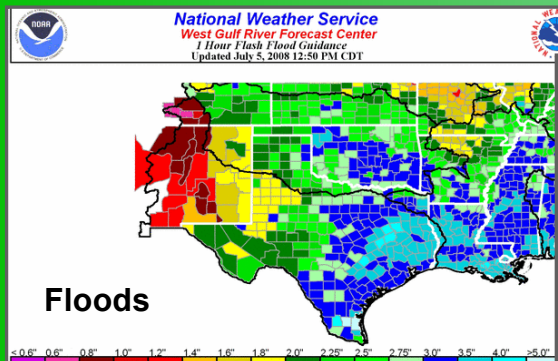 National Weather Service
West Gulf River Forecast Center
1 Hour Flash Flood Guidance
Updated July 5, 2008 12:50 PM CDT
NOAA
Floods
< 0.6" 0.6" 0.8" 1.0" 1.2" 1.4" 1.6" 1.8" 2.0" 2.25" 2.5" 2.75" 3.0" 3.5" 4.0" >5.0"